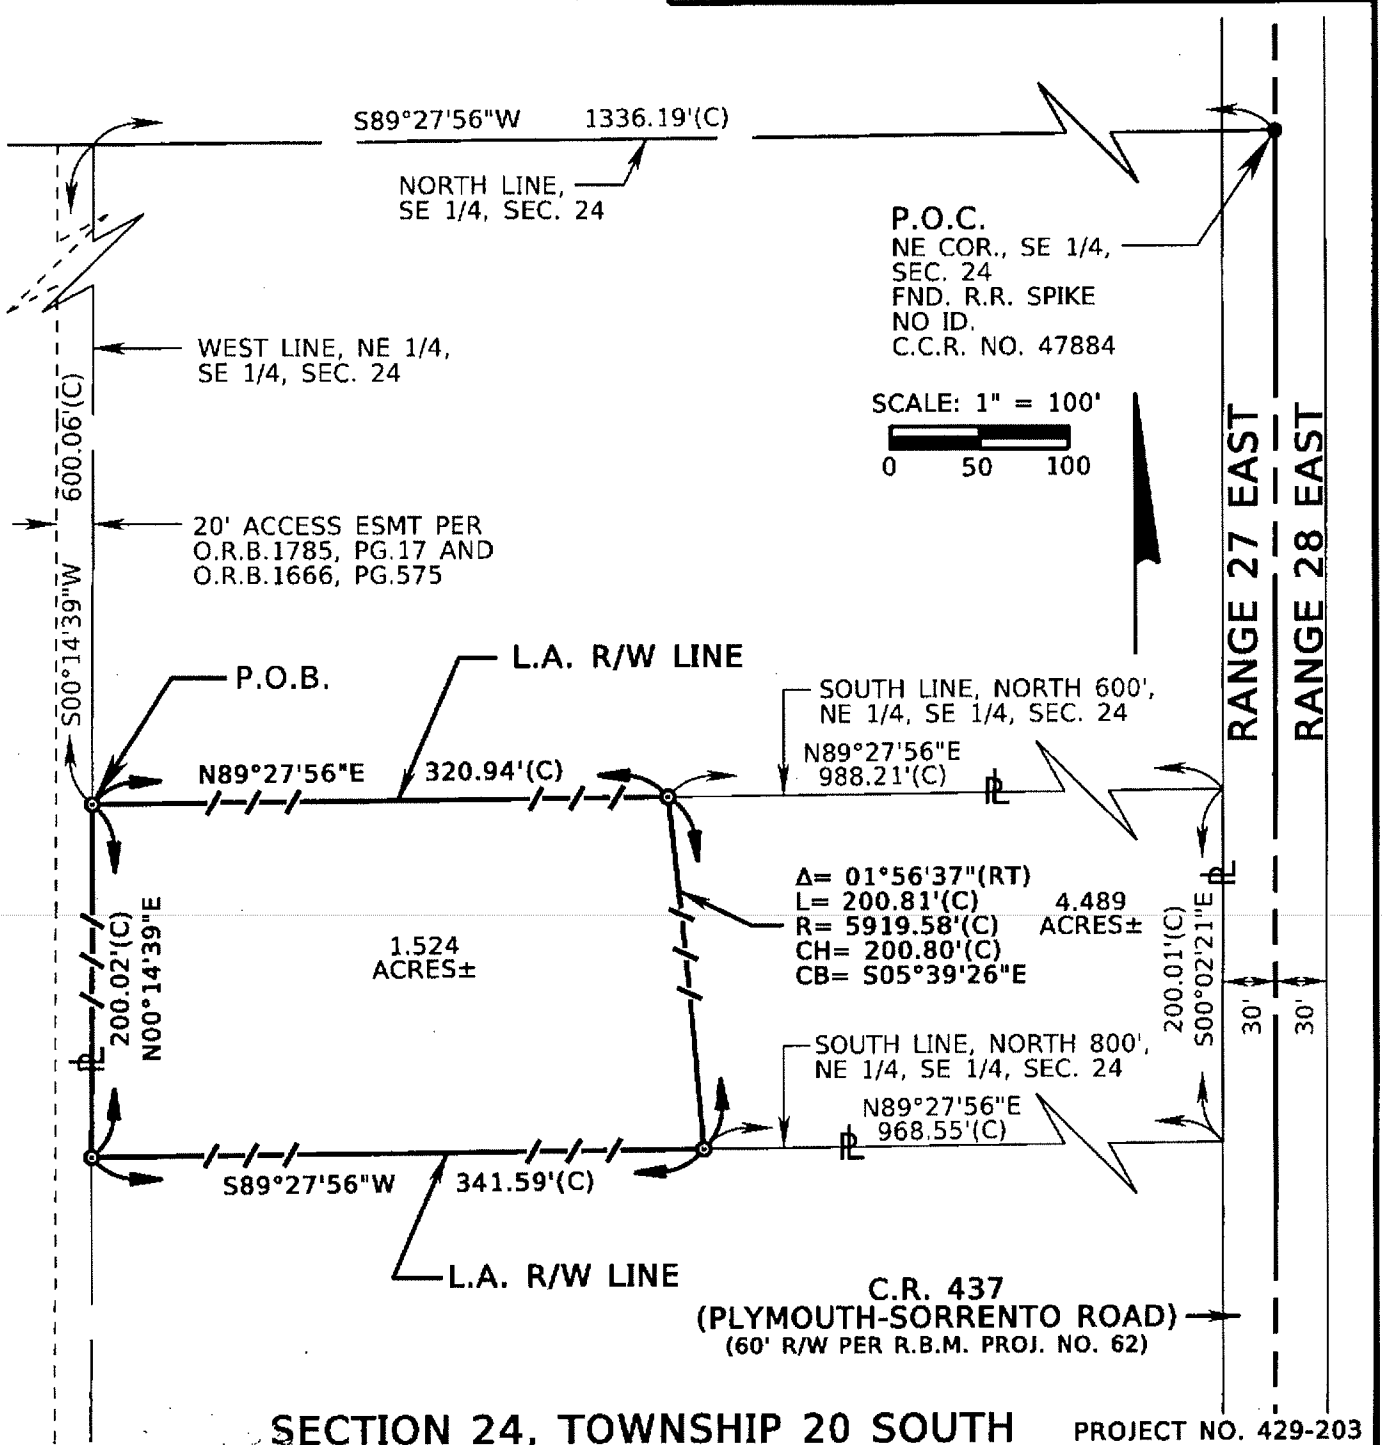 S89°27'56"W 1336.19'(C)
NORTH LINE,
SE 1/4, SEC. 24
P.O.C.
NE COR., SE 1/4,
SEC. 24
FND. R.R. SPIKE
NO ID.
C.C.R. NO. 47884
WEST LINE, NE 1/4,
SE 1/4, SEC. 24
SCALE: 1" = 100'
0 50 100
S00°14'39"W 600.06'(C)
20' ACCESS ESMT PER
O.R.B.1785, PG.17 AND
O.R.B.1666, PG.575
RANGE 27 EAST
RANGE 28 EAST
L.A. R/W LINE
P.O.B.
SOUTH LINE, NORTH 600',
NE 1/4, SE 1/4, SEC. 24
N89°27'56"E
988.21'(C)
PL
N89°27'56"E 320.94'(C)
Δ= 01°56'37"(RT)
L= 200.81'(C)
R= 5919.58'(C)
CH= 200.80'(C)
CB= S05°39'26"E
4.489
ACRES±
PL
200.01'(C)
S00°02'21"E
30'
30'
1.524
ACRES±
200.02'(C)
N00°14'39"E
PL
SOUTH LINE, NORTH 800',
NE 1/4, SE 1/4, SEC. 24
N89°27'56"E
968.55'(C)
PL
S89°27'56"W 341.59'(C)
L.A. R/W LINE
C.R. 437
(PLYMOUTH-SORRENTO ROAD)
(60' R/W PER R.B.M. PROJ. NO. 62)
SECTION 24, TOWNSHIP 20 SOUTH
PROJECT NO. 429-203